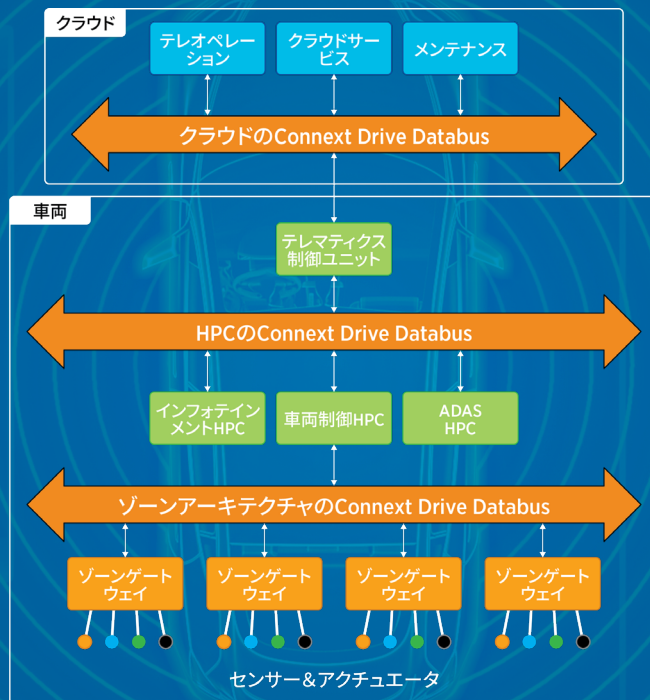 クラウド
テレオペレー
ション
クラウドサー
ビス
メンテナンス
クラウドのConnext Drive Databus
車両
テレマティクス
制御ユニット
HPCのConnext Drive Databus
インフォテイン
メントHPC
車両制御HPC
ADAS
HPC
ゾーンアーキテクチャのConnext Drive Databus
ゾーンゲート
ウェイ
ゾーンゲート
ウェイ
ゾーンゲート
ウェイ
ゾーンゲート
ウェイ
センサー＆アクチュエータ